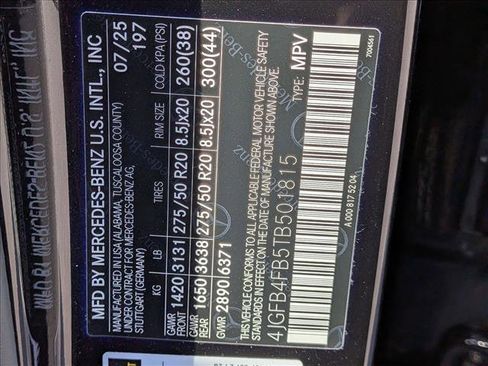 MFD BY MERCEDES-BENZ U.S. INTL., INC
07/25
MANUFACTURED IN USA (ALABAMA, TUSCALOOSA COUNTY)
UNDER CONTRACT FOR MERCEDES-BENZ AG,
STUTTGART (GERMANY)
197
KG LB TIRES RIM SIZE COLD KPA (PSI)
GAWR FRONT 1420 3131 275/50 R20 8.5Jx20 260(38)
GAWR REAR 1650 3638 275/50 R20 8.5Jx20 300(44)
GVWR 2890 6371
THIS VEHICLE CONFORMS TO ALL APPLICABLE FEDERAL MOTOR VEHICLE SAFETY
STANDARDS IN EFFECT ON THE DATE OF MANUFACTURE SHOWN ABOVE.
4JGFB4FB5TB501815
TYPE: MPV
A 000 817 52 04
7004561
Mercedes-Benz